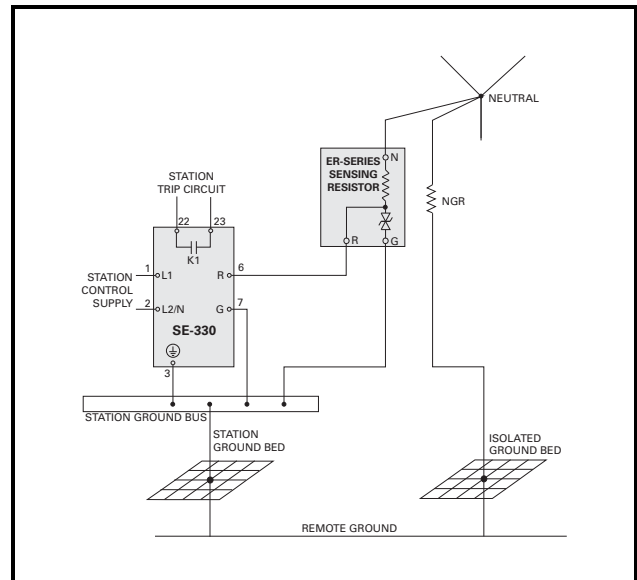 NEUTRAL
ER-SERIES
SENSING
RESISTOR
N
NGR
R
G
STATION
TRIP CIRCUIT
22
23
K1
STATION
CONTROL
SUPPLY
1
L1
2
L2/N
R
6
G
7
SE-330
3
STATION GROUND BUS
STATION
GROUND BED
ISOLATED
GROUND BED
REMOTE GROUND